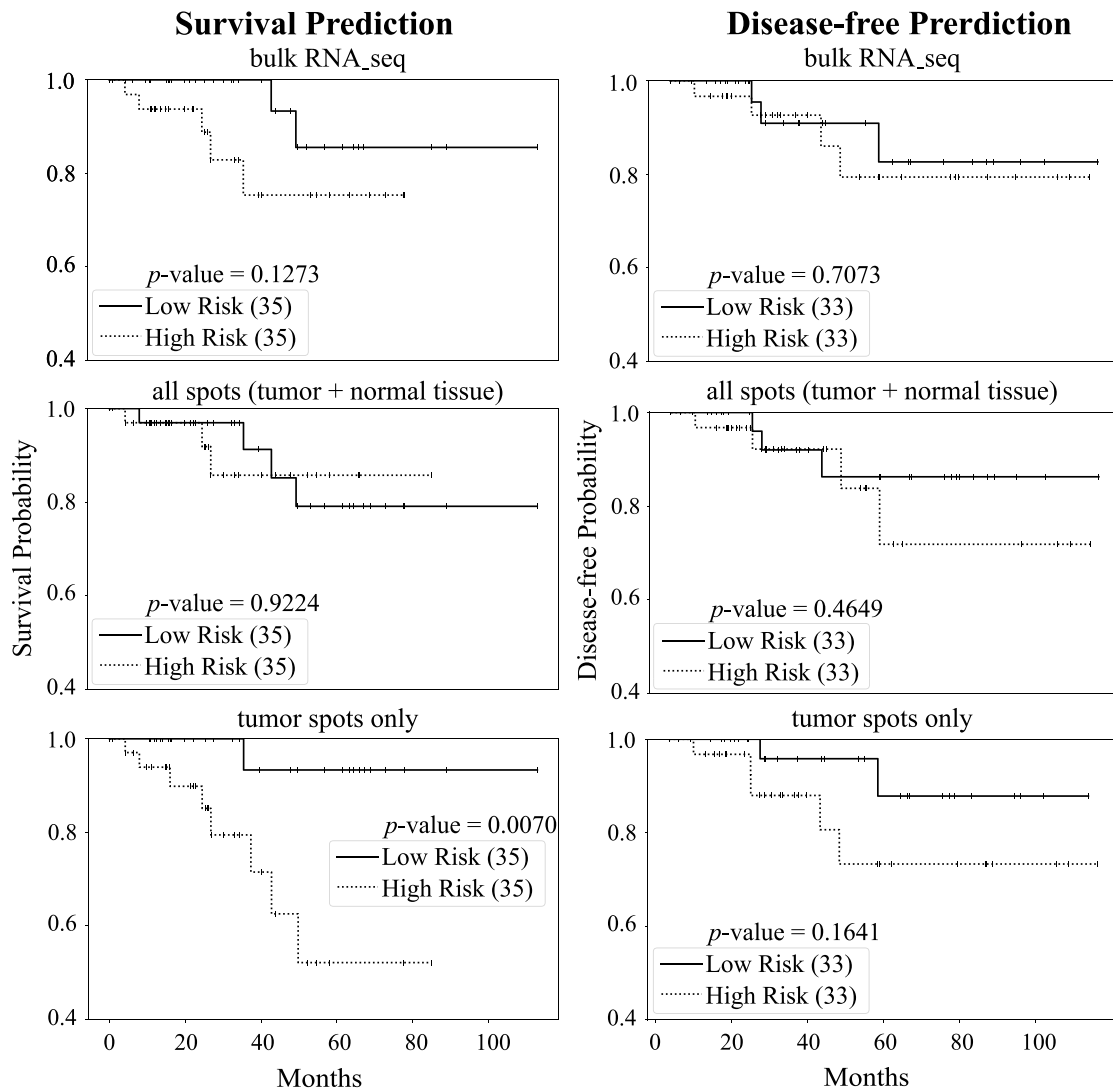 Survival Prediction
bulk RNA_seq
1.0
0.8
0.6
0.4
p-value = 0.1273
Low Risk (35)
High Risk (35)
all spots (tumor + normal tissue)
1.0
0.8
0.6
0.4
Survival Probability
p-value = 0.9224
Low Risk (35)
High Risk (35)
tumor spots only
1.0
0.8
0.6
0.4
p-value = 0.0070
Low Risk (35)
High Risk (35)
0 20 40 60 80 100
Months
Disease-free Prerdiction
bulk RNA_seq
1.0
0.8
0.6
0.4
p-value = 0.7073
Low Risk (33)
High Risk (33)
all spots (tumor + normal tissue)
1.0
0.8
0.6
0.4
Disease-free Probability
p-value = 0.4649
Low Risk (33)
High Risk (33)
tumor spots only
1.0
0.8
0.6
0.4
p-value = 0.1641
Low Risk (33)
High Risk (33)
0 20 40 60 80 100
Months